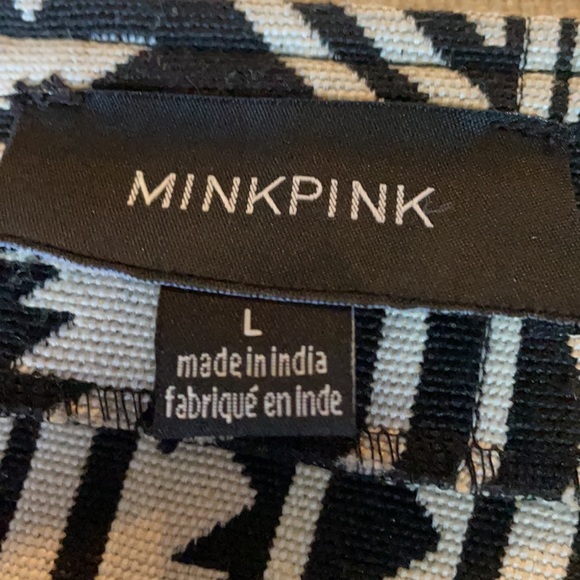 MINKPINK
L
made in india
fabriqué en inde